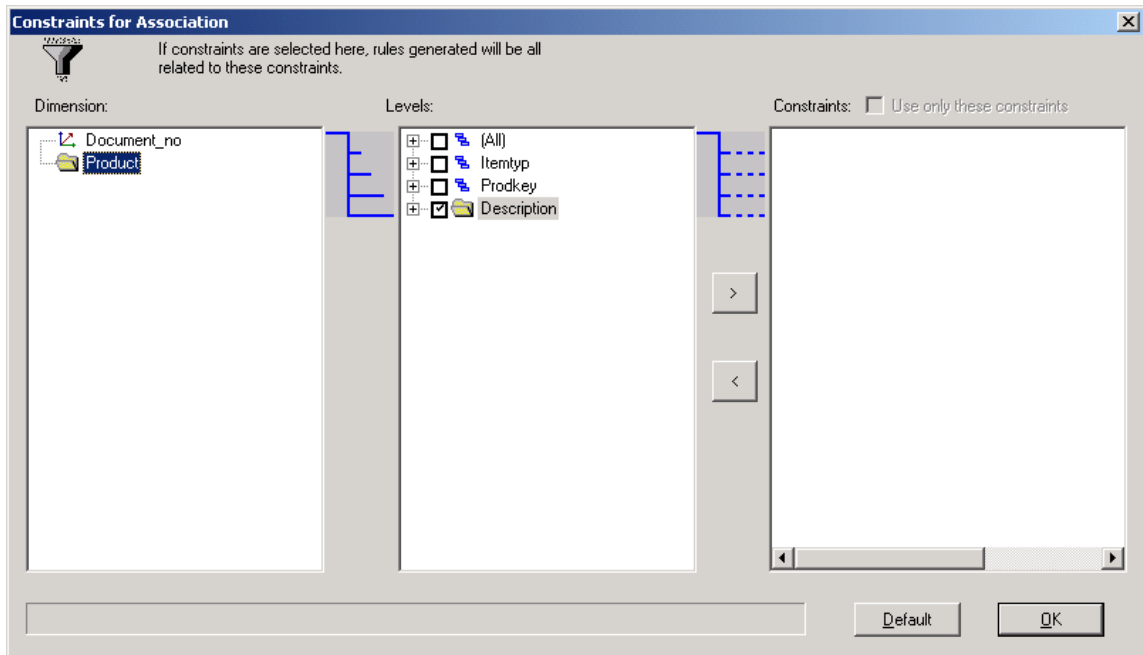 Constraints for Association
If constraints are selected here, rules generated will be all
related to these constraints.
Dimension:
Levels:
Constraints:
Use only these constraints
Document_no
Product
(All)
Itemtyp
Prodkey
Description
>
<
Default
OK